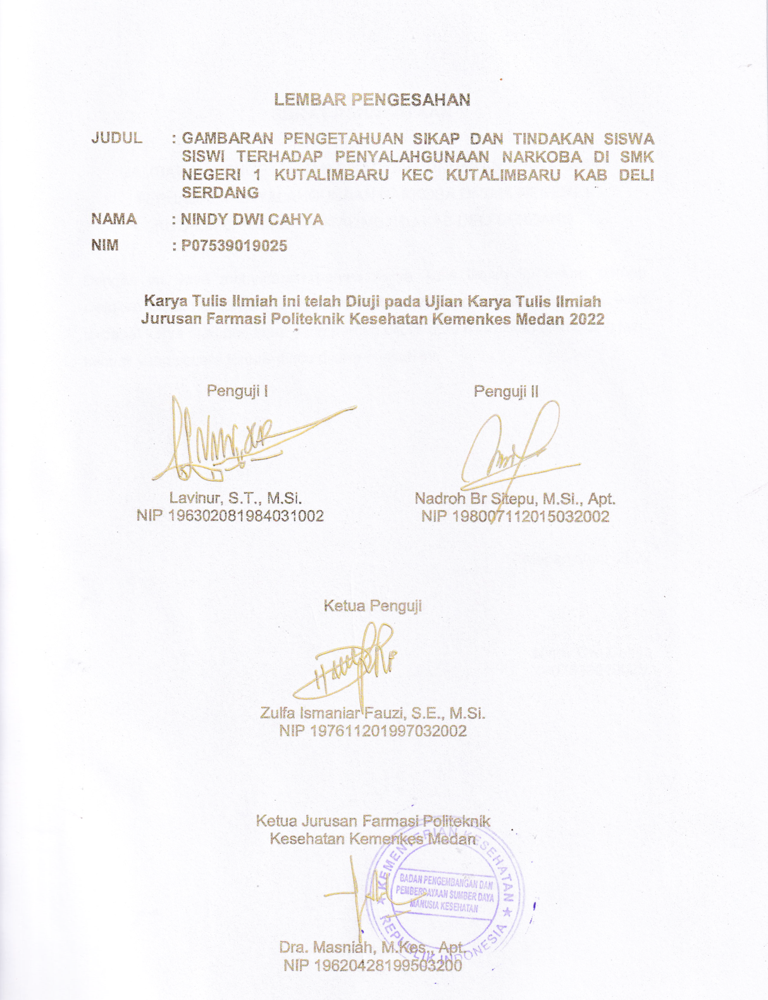 LEMBAR PENGESAHAN
JUDUL : GAMBARAN PENGETAHUAN SIKAP DAN TINDAKAN SISWA
SISWI TERHADAP PENYALAHGUNAAN NARKOBA DI SMK
NEGERI 1 KUTALIMBARU KEC KUTALIMBARU KAB DELI
SERDANG
NAMA : NINDY DWI CAHYA
NIM : P07539019025
Karya Tulis Ilmiah ini telah Diuji pada Ujian Karya Tulis Ilmiah
Jurusan Farmasi Politeknik Kesehatan Kemenkes Medan 2022
Penguji I
Lavinur, S.T., M.Si.
NIP 196302081984031002
Penguji II
Nadroh Br Sitepu, M.Si., Apt.
NIP 198007112015032002
Ketua Penguji
Zulfa Ismaniar Fauzi, S.E., M.Si.
NIP 197611201997032002
Ketua Jurusan Farmasi Politeknik
Kesehatan Kemenkes Medan
KEMENTERIAN KESEHATAN
BADAN PENGEMBANGAN DAN
PEMBERDAYAAN SUMBER DAYA
MANUSIA KESEHATAN
REPUBLIK INDONESIA
Dra. Masniah, M.Kes., Apt.
NIP 19620428199503200